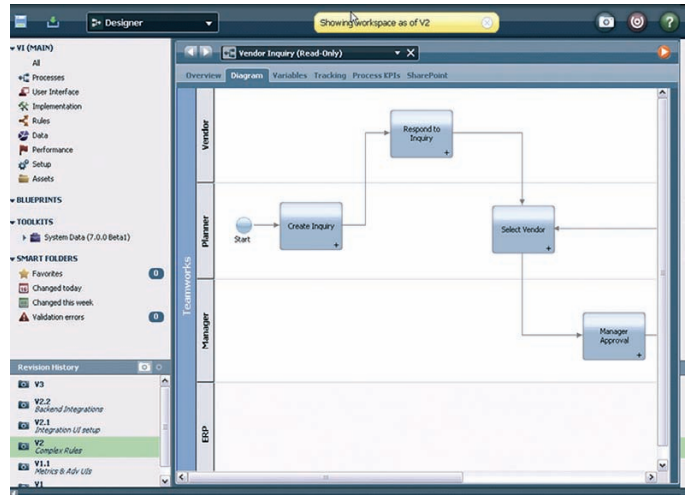 Designer
Showing workspace as of V2
?
VI (MAIN)
All
Processes
User Interface
Implementation
Rules
Data
Performance
Setup
Assets
BLUEPRINTS
TOOLKITS
System Data (7.0.0 Beta1)
SMART FOLDERS
Favorites 0
Changed today
Changed this week
Validation errors 0
Revision History
V3
V2.2
Backend Integrations
V2.1
Integration UI setup
V2
Complex Rules
V1.1
Metrics & Adv UIs
V1
Vendor Inquiry (Read-Only)
Overview Diagram Variables Tracking Process KPIs SharePoint
Teamworks
Vendor
Respond to
Inquiry
Planner
Start
Create Inquiry
Select Vendor
Manager
Manager
Approval
ERP